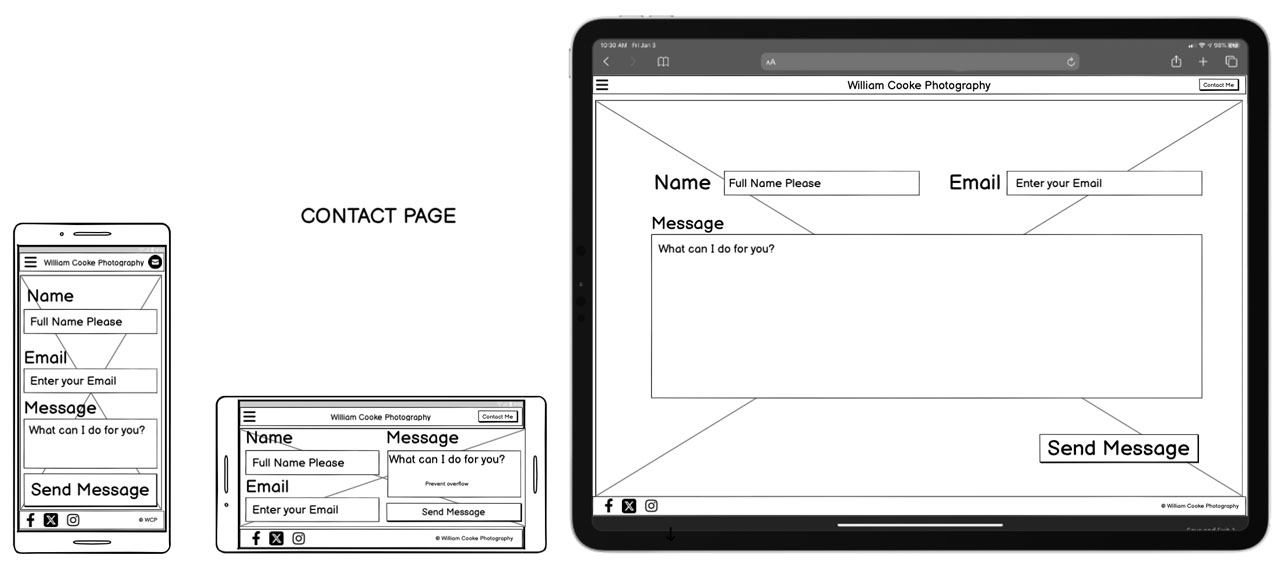 CONTACT PAGE
William Cooke Photography
Name
Full Name Please
Email
Enter your Email
Message
What can I do for you?
Send Message
© WCP
William Cooke Photography
Contact Me
Name
Full Name Please
Email
Enter your Email
Message
What can I do for you?
Prevent overflow
Send Message
© William Cooke Photography
10:30 AM Fri Jan 3
98%
AA
William Cooke Photography
Contact Me
Name
Full Name Please
Email
Enter your Email
Message
What can I do for you?
Send Message
© William Cooke Photography
Save and Exit